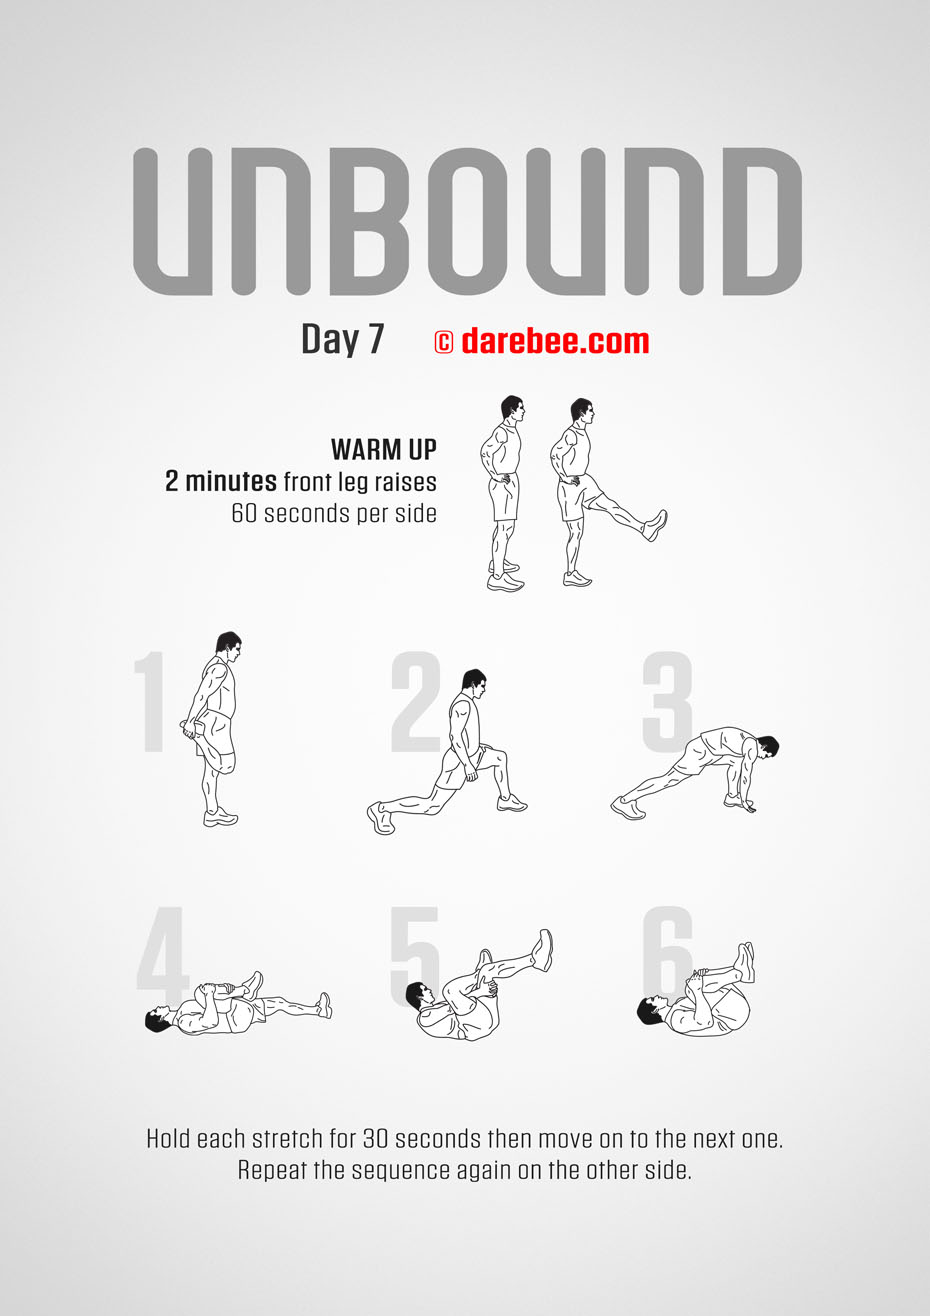 UNBOUND
Day 7 © darebee.com
WARM UP
2 minutes front leg raises
60 seconds per side
1 2 3
4 5 6
Hold each stretch for 30 seconds then move on to the next one.
Repeat the sequence again on the other side.